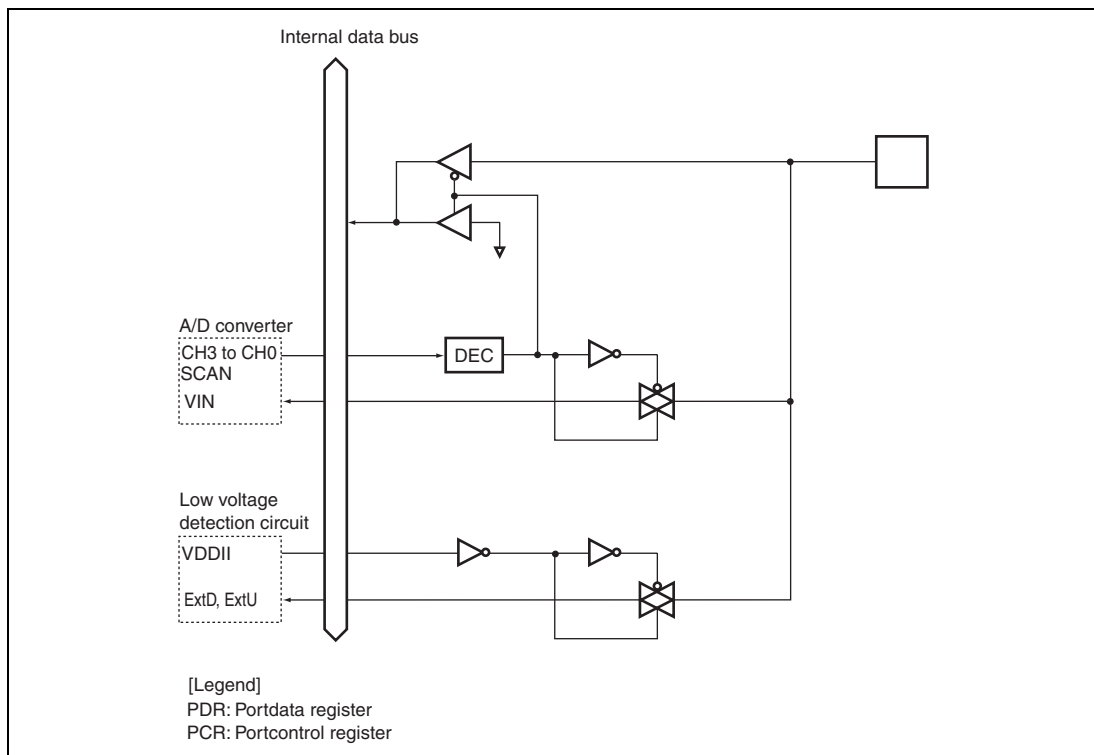 Internal data bus
A/D converter
CH3 to CH0
DEC
SCAN
VIN
Low voltage
detection circuit
VDDII
ExtD, ExtU
[Legend]
PDR: Portdata register
PCR: Portcontrol register